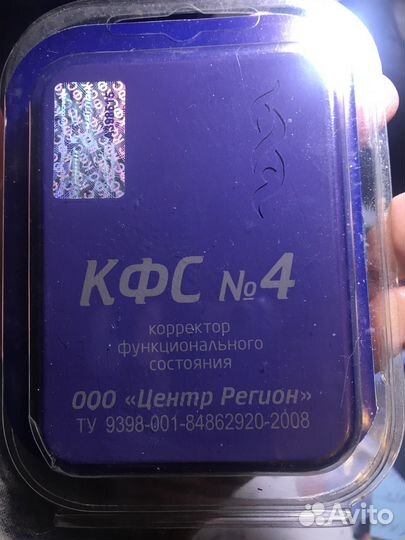 КФС №4
корректор
функционального
состояния
ООО «Центр Регион»
ТУ 9398-001-84862920-2008
Avito